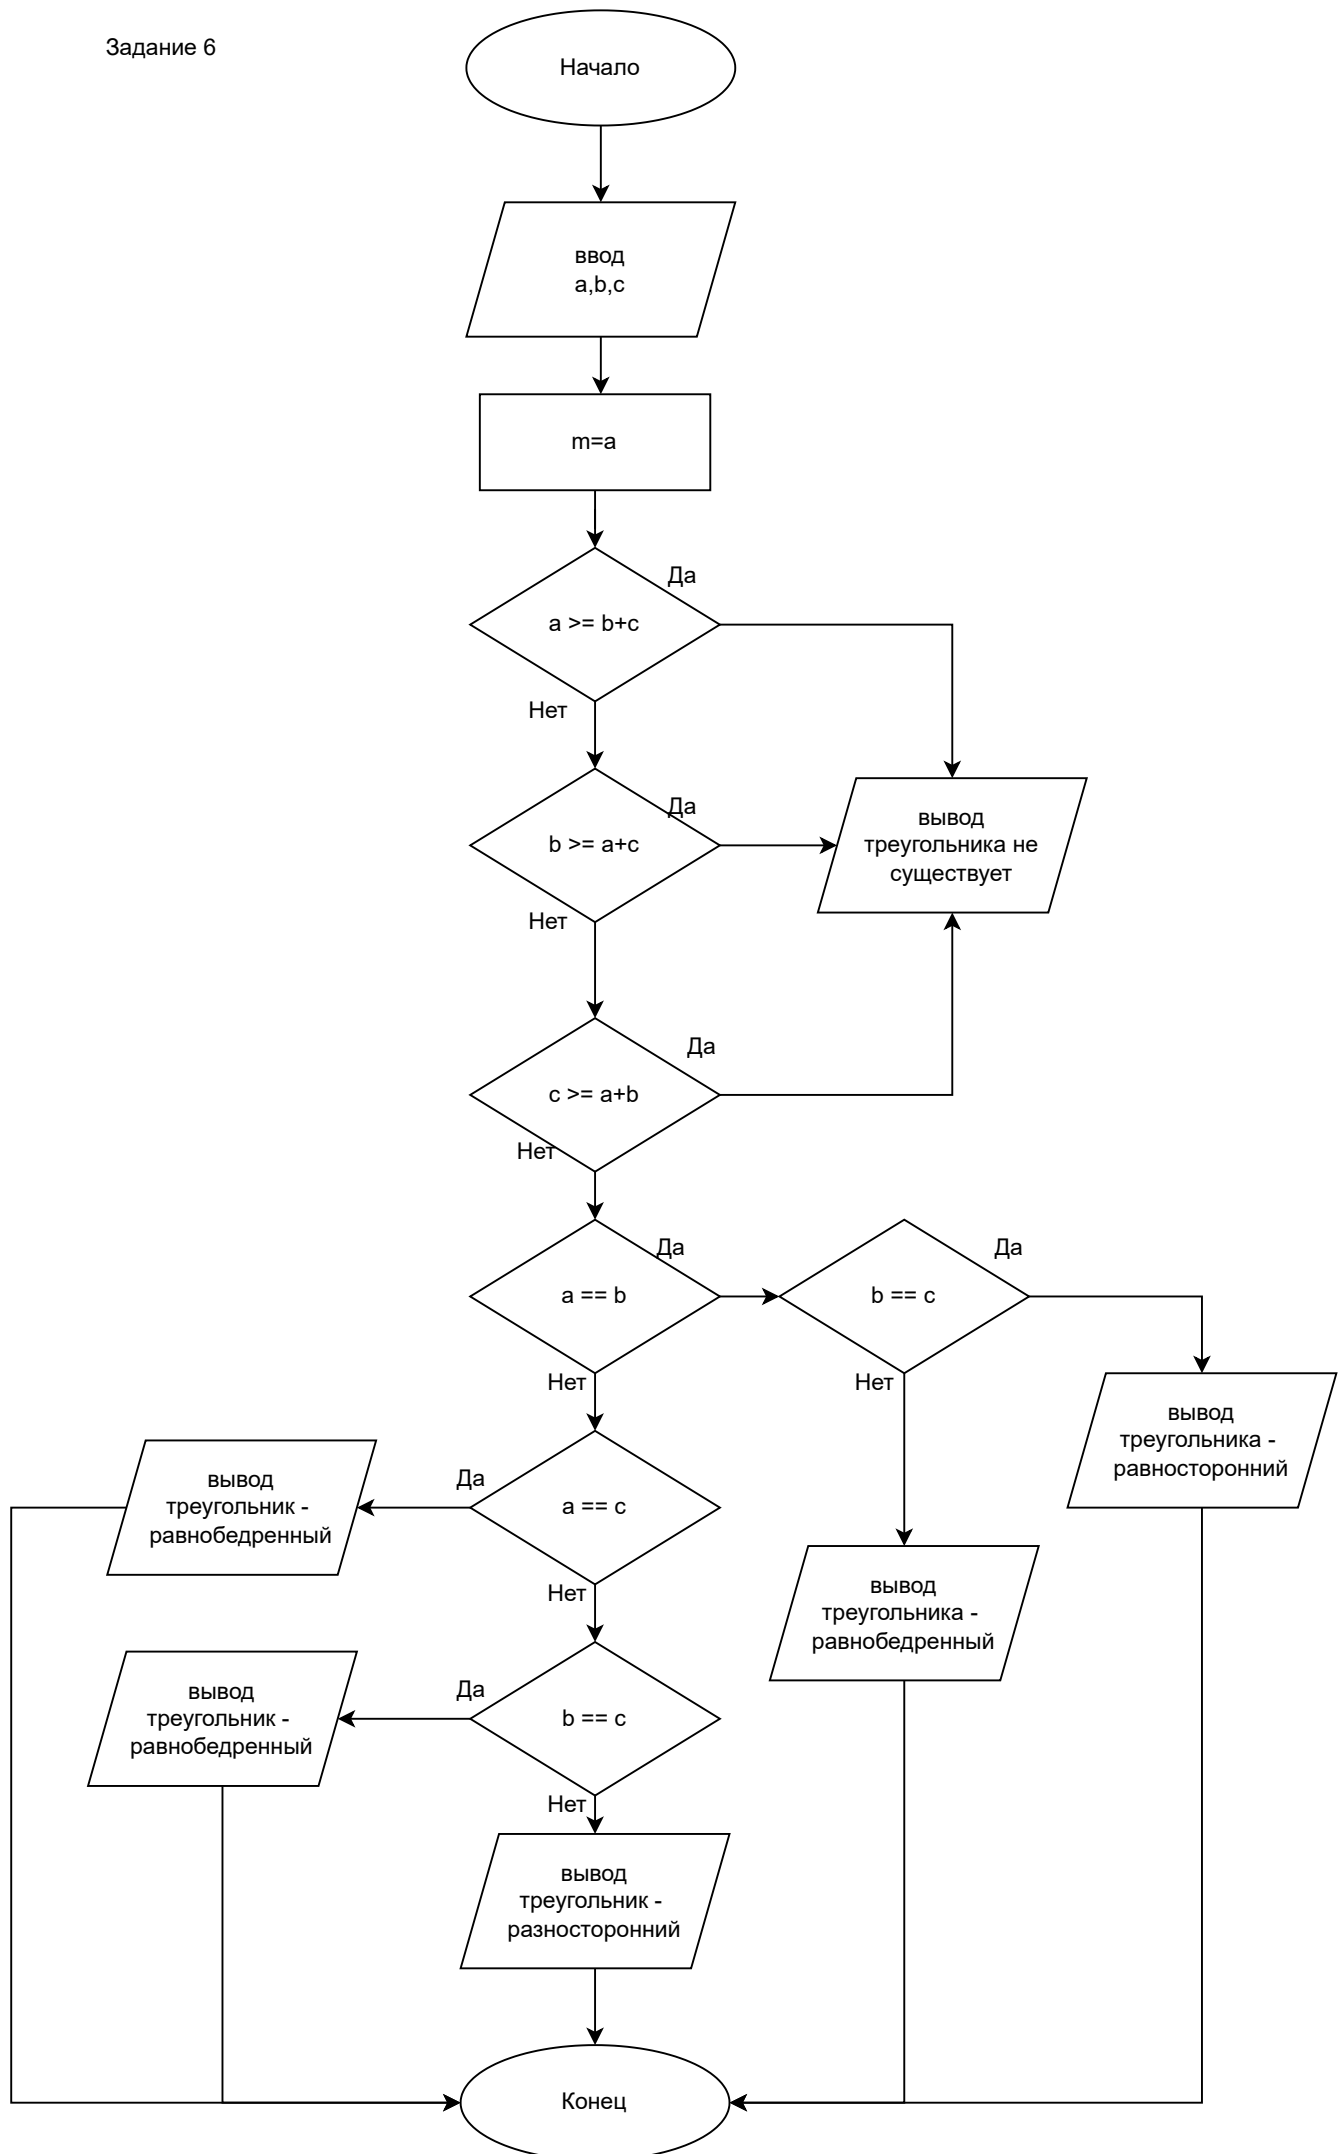 Задание 6
Начало
ввод
a,b,c
m=a
Да
a >= b+c
Нет
Да
b >= a+c
вывод
треугольника не
существует
Нет
Да
c >= a+b
Нет
Да
a == b
Да
b == c
Нет
Нет
вывод
треугольника -
равносторонний
Да
a == c
вывод
треугольник -
равнобедренный
Нет
вывод
треугольника -
равнобедренный
Да
b == c
вывод
треугольник -
равнобедренный
Нет
вывод
треугольник -
разносторонний
Конец